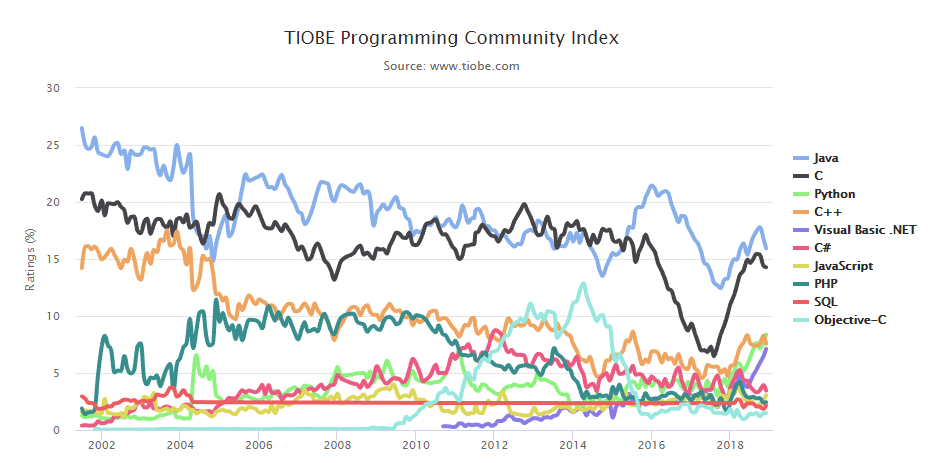 TIOBE Programming Community Index
Source: www.tiobe.com
Ratings (%)
30
25
20
15
10
5
0
2002 2004 2006 2008 2010 2012 2014 2016 2018
Java
C
Python
C++
Visual Basic .NET
C#
JavaScript
PHP
SQL
Objective-C